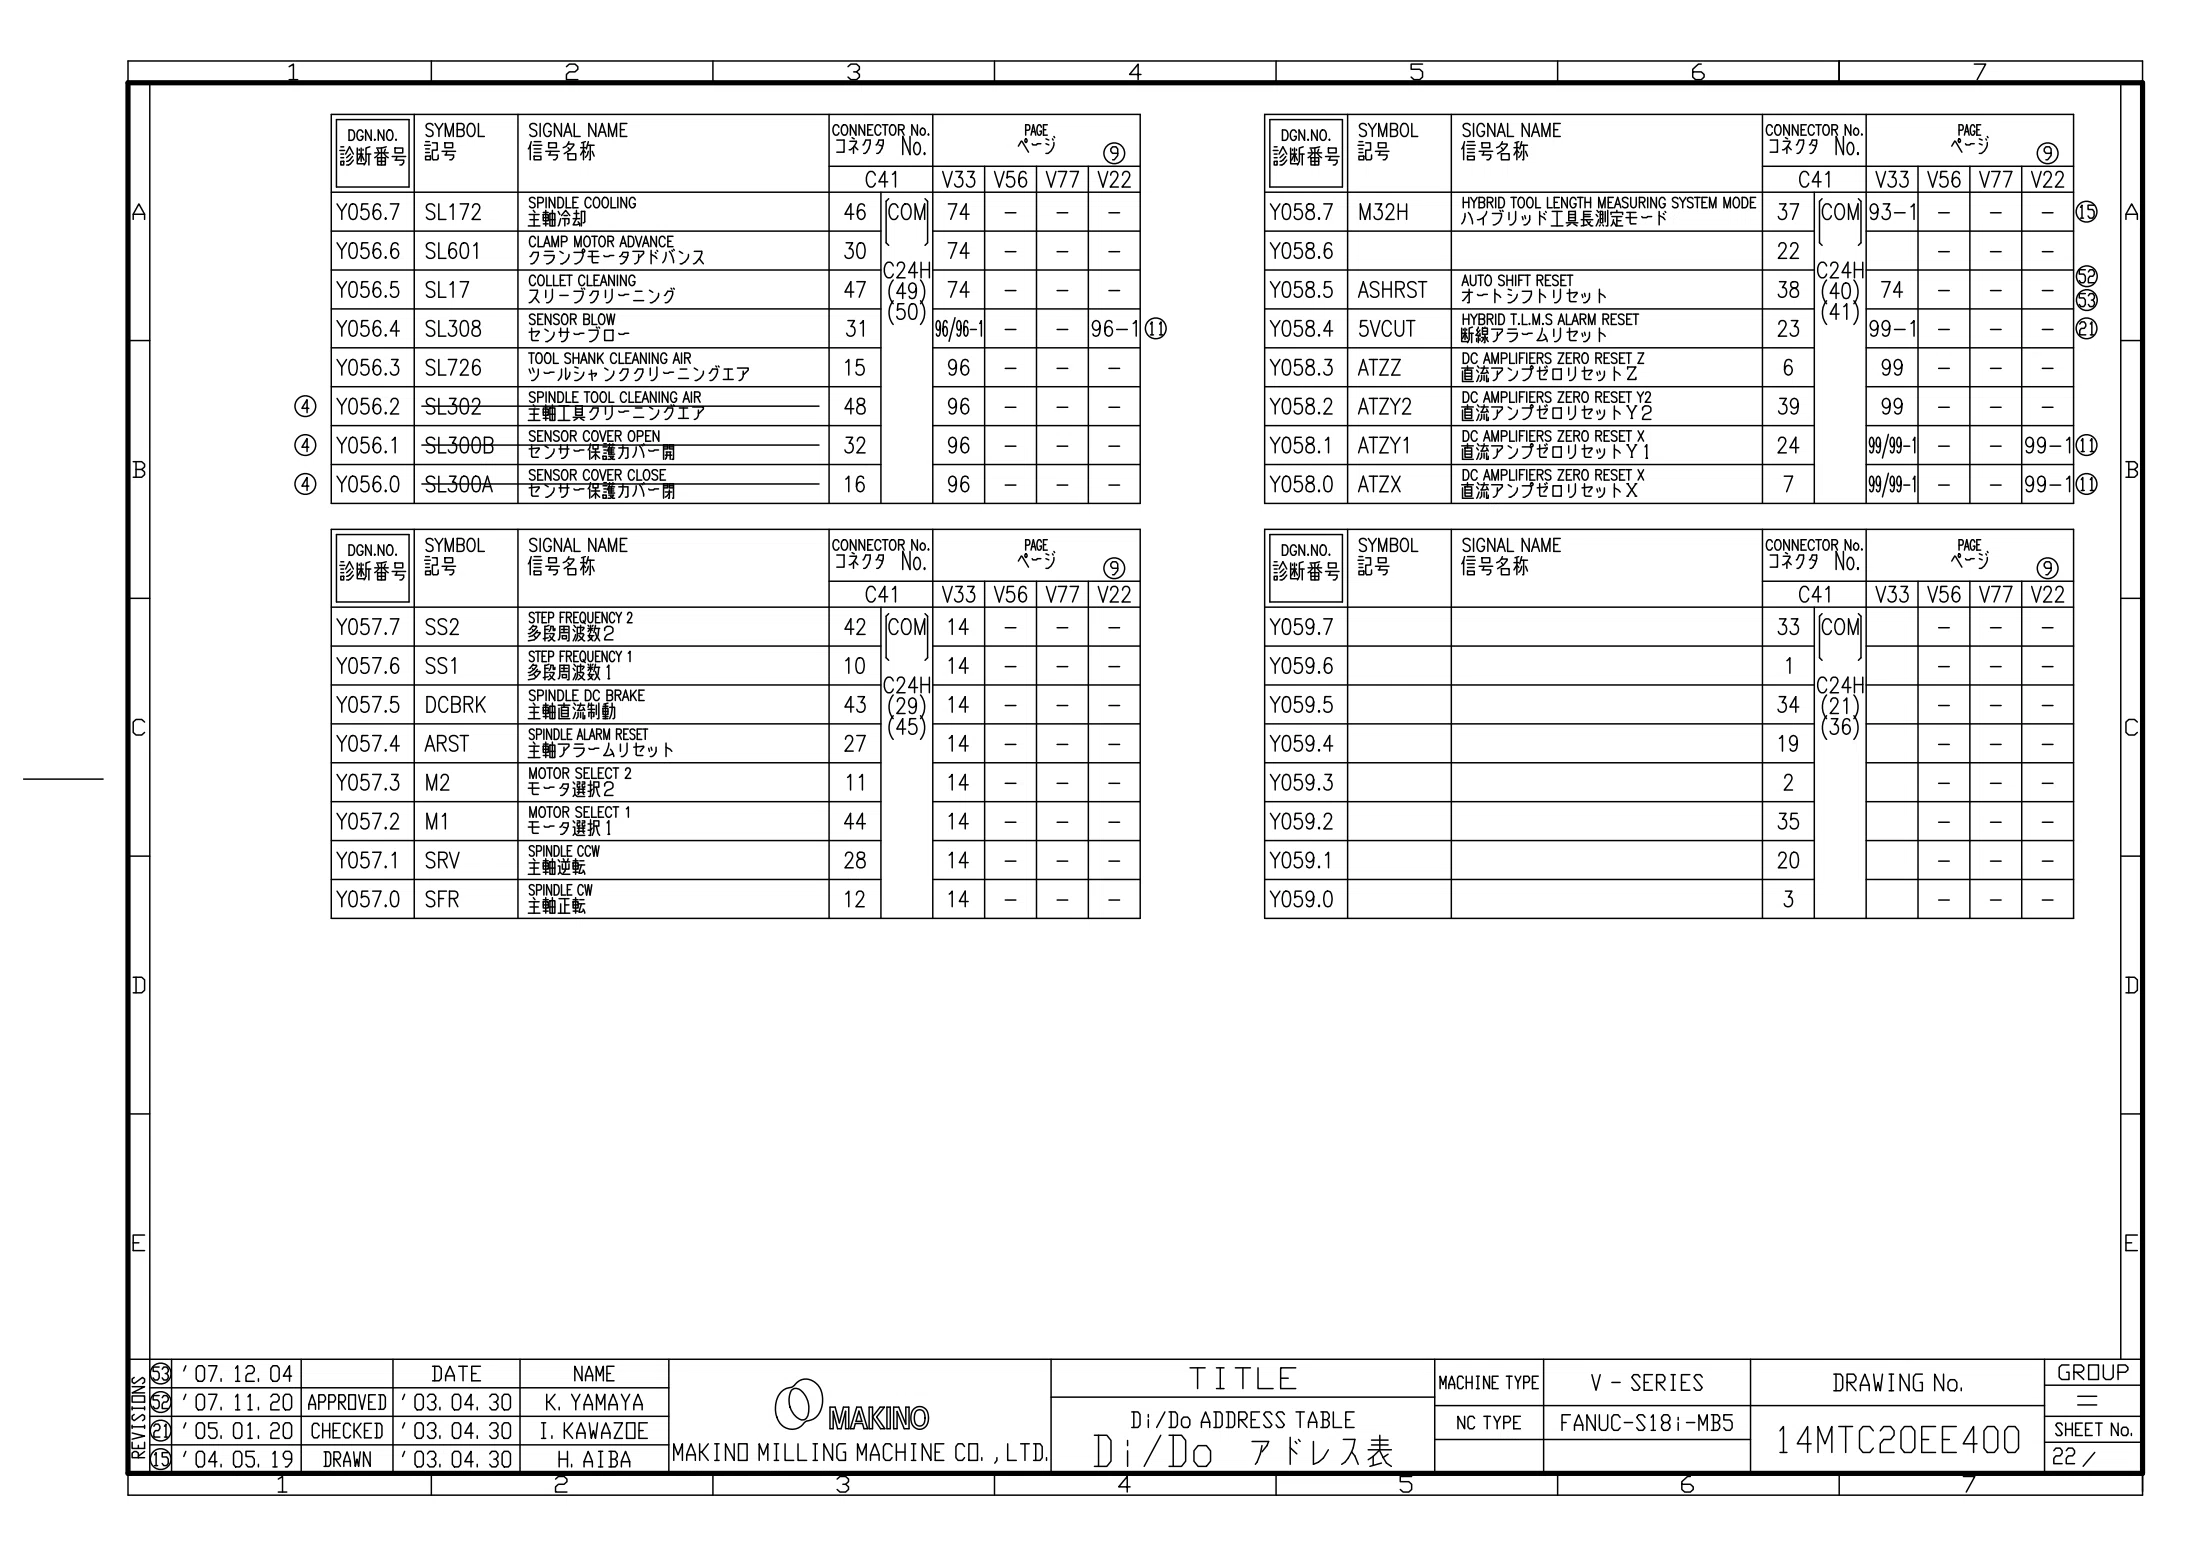 1 2 3 4 5 6 7
A
B
C
D
E
DGN.NO. SYMBOL SIGNAL NAME CONNECTOR No. PAGE
診断番号 記号 信号名称 コネクタ No. ページ ⑨
C41 V33 V56 V77 V22
Y056.7 SL172 SPINDLE COOLING 46 [COM] 74 - - -
主軸冷却
Y056.6 SL601 CLAMP MOTOR ADVANCE 30 74 - - -
クランプモータアドバンス
C24H
Y056.5 SL17 COLLET CLEANING 47 (49) 74 - - -
スリーブクリーニング
(50)
Y056.4 SL308 SENSOR BLOW 31 96/96-1 - - 96-1 ⑪
センサーブロー
Y056.3 SL726 TOOL SHANK CLEANING AIR 15 96 - - -
ツールシャンククリーニングエア
④ Y056.2 SL302 SPINDLE TOOL CLEANING AIR 48 96 - - -
主軸工具クリーニングエア
④ Y056.1 SL300B SENSOR COVER OPEN 32 96 - - -
センサー保護カバー開
④ Y056.0 SL300A SENSOR COVER CLOSE 16 96 - - -
センサー保護カバー閉
DGN.NO. SYMBOL SIGNAL NAME CONNECTOR No. PAGE
診断番号 記号 信号名称 コネクタ No. ページ ⑨
C41 V33 V56 V77 V22
Y058.7 M32H HYBRID TOOL LENGTH MEASURING SYSTEM MODE 37 [COM] 93-1 - - - ⑮
ハイブリッド工具長測定モード
Y058.6 22 - - -
C24H
Y058.5 ASHRST AUTO SHIFT RESET 38 (40) 74 - - - 52 53
オートシフトリセット
(41)
Y058.4 5VCUT HYBRID T.L.M.S ALARM RESET 23 99-1 - - - ㉑
断線アラームリセット
Y058.3 ATZZ DC AMPLIFIERS ZERO RESET Z 6 99 - - -
直流アンプゼロリセットZ
Y058.2 ATZY2 DC AMPLIFIERS ZERO RESET Y2 39 99 - - -
直流アンプゼロリセットY2
Y058.1 ATZY1 DC AMPLIFIERS ZERO RESET X 24 99/99-1 - - 99-1 ⑪
直流アンプゼロリセットY1
Y058.0 ATZX DC AMPLIFIERS ZERO RESET X 7 99/99-1 - - 99-1 ⑪
直流アンプゼロリセットX
DGN.NO. SYMBOL SIGNAL NAME CONNECTOR No. PAGE
診断番号 記号 信号名称 コネクタ No. ページ ⑨
C41 V33 V56 V77 V22
Y057.7 SS2 STEP FREQUENCY 2 42 [COM] 14 - - -
多段周波数2
Y057.6 SS1 STEP FREQUENCY 1 10 14 - - -
多段周波数1
C24H
Y057.5 DCBRK SPINDLE DC BRAKE 43 (29) 14 - - -
主軸直流制動
(45)
Y057.4 ARST SPINDLE ALARM RESET 27 14 - - -
主軸アラームリセット
Y057.3 M2 MOTOR SELECT 2 11 14 - - -
モータ選択2
Y057.2 M1 MOTOR SELECT 1 44 14 - - -
モータ選択1
Y057.1 SRV SPINDLE CCW 28 14 - - -
主軸逆転
Y057.0 SFR SPINDLE CW 12 14 - - -
主軸正転
DGN.NO. SYMBOL SIGNAL NAME CONNECTOR No. PAGE
診断番号 記号 信号名称 コネクタ No. ページ ⑨
C41 V33 V56 V77 V22
Y059.7 33 [COM] - - -
Y059.6 1 - - -
C24H
Y059.5 34 (21) - - -
(36)
Y059.4 19 - - -
Y059.3 2 - - -
Y059.2 35 - - -
Y059.1 20 - - -
Y059.0 3 - - -
A
B
C
D
E
REVISIONS
53 '07. 12. 04 DATE NAME
52 '07. 11. 20 APPROVED '03. 04. 30 K. YAMAYA
㉑ '05. 01. 20 CHECKED '03. 04. 30 I. KAWAZOE
⑮ '04. 05. 19 DRAWN '03. 04. 30 H. AIBA
MAKINO
MAKINO MILLING MACHINE CO. , LTD.
TITLE
Di/Do ADDRESS TABLE
Di/Do アドレス表
MACHINE TYPE V - SERIES
NC TYPE FANUC-S18i-MB5
DRAWING No.
14MTC20EE400
GROUP
=
SHEET No.
22 /
1 2 3 4 5 6 7